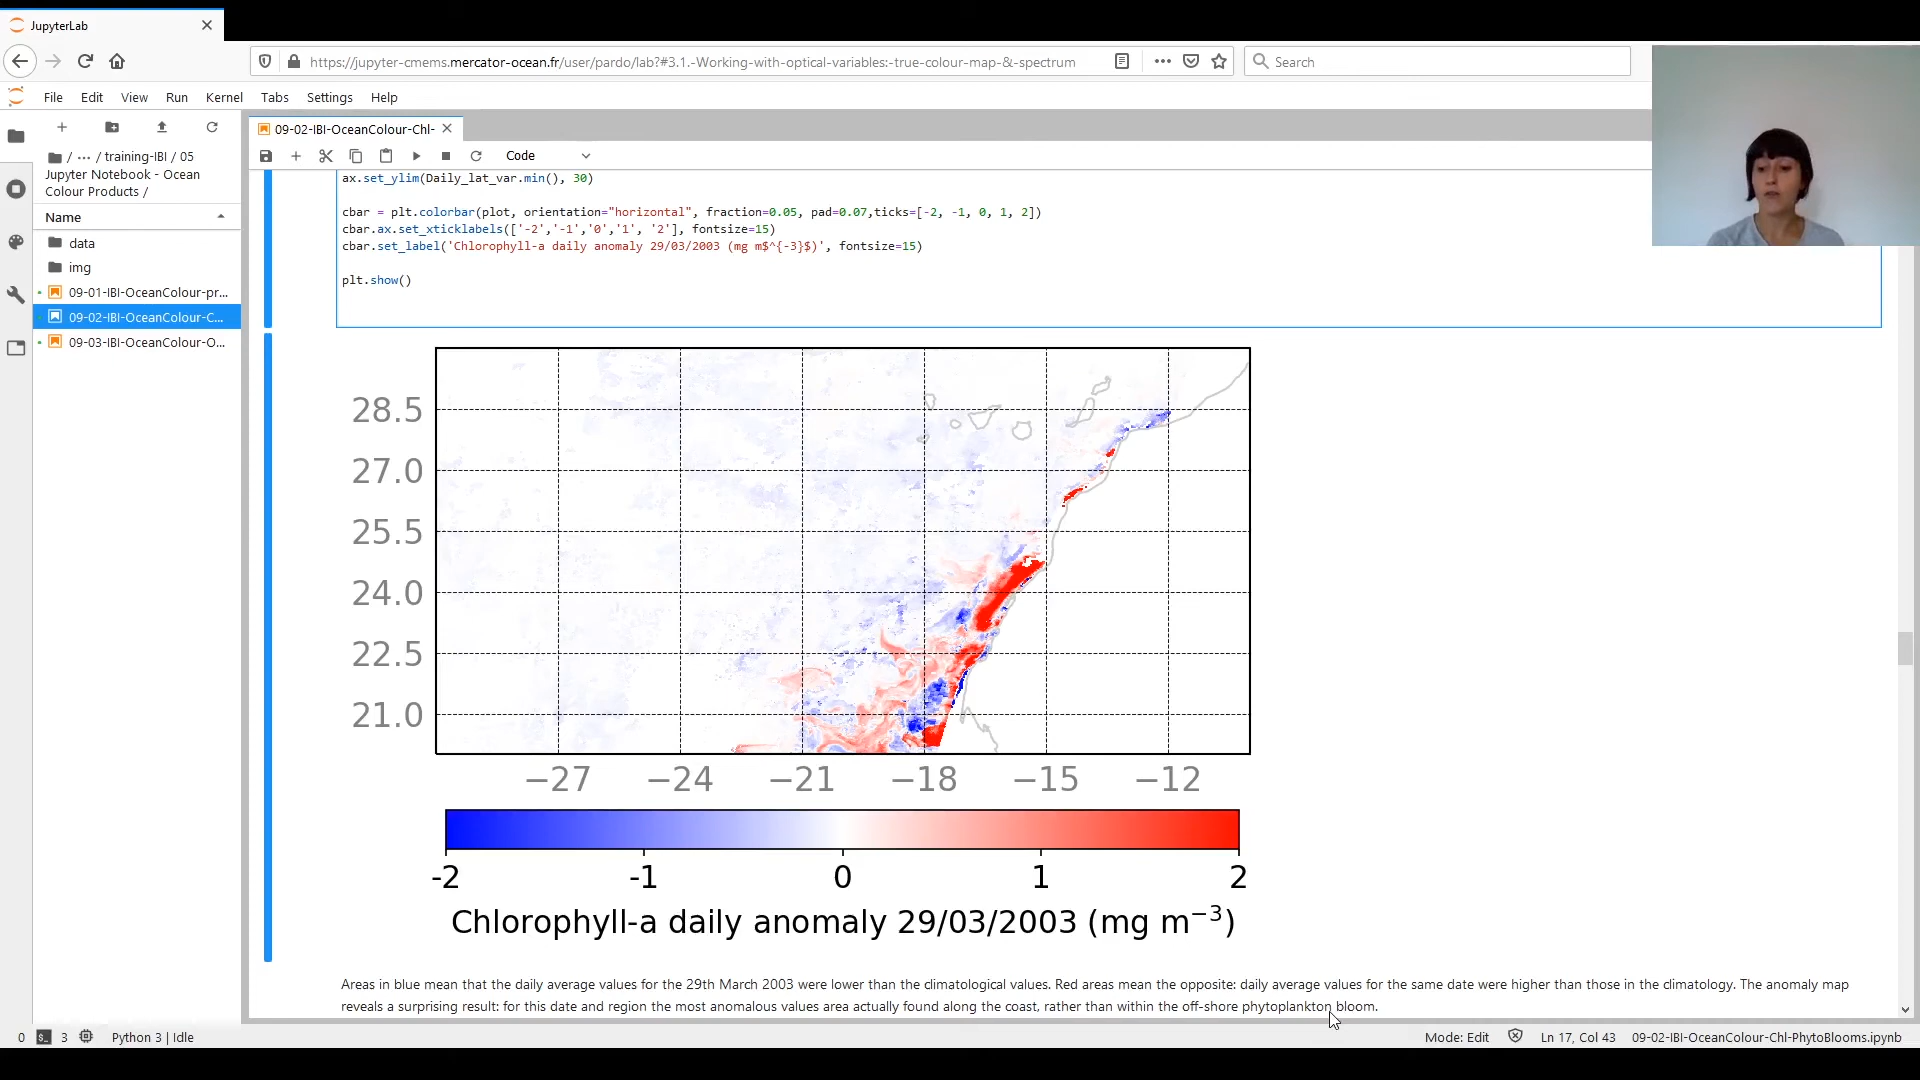 JupyterLab
https://jupyter-cmems.mercator-ocean.fr/user/pardo/lab?#3.1.-Working-with-optical-variables:-true-colour-map-&-spectrum
Search
File Edit View Run Kernel Tabs Settings Help
09-02-IBI-OceanColour-Chl-
Code
/ ··· / training-IBI / 05
Jupyter Notebook - Ocean
Colour Products /
Name
data
img
09-01-IBI-OceanColour-pr...
09-02-IBI-OceanColour-C...
09-03-IBI-OceanColour-O...
ax.set_ylim(Daily_lat_var.min(), 30)
cbar = plt.colorbar(plot, orientation="horizontal", fraction=0.05, pad=0.07,ticks=[-2, -1, 0, 1, 2])
cbar.ax.set_xticklabels(['-2','-1','0','1', '2'], fontsize=15)
cbar.set_label('Chlorophyll-a daily anomaly 29/03/2003 (mg m$^{-3}$)', fontsize=15)
plt.show()
28.5
27.0
25.5
24.0
22.5
21.0
−27 −24 −21 −18 −15 −12
-2 -1 0 1 2
Chlorophyll-a daily anomaly 29/03/2003 (mg m⁻³)
Areas in blue mean that the daily average values for the 29th March 2003 were lower than the climatological values. Red areas mean the opposite: daily average values for the same date were higher than those in the climatology. The anomaly map
reveals a surprising result: for this date and region the most anomalous values area actually found along the coast, rather than within the off-shore phytoplankton bloom.
0 3 Python 3 | Idle Mode: Edit Ln 17, Col 43 09-02-IBI-OceanColour-Chl-PhytoBlooms.ipynb